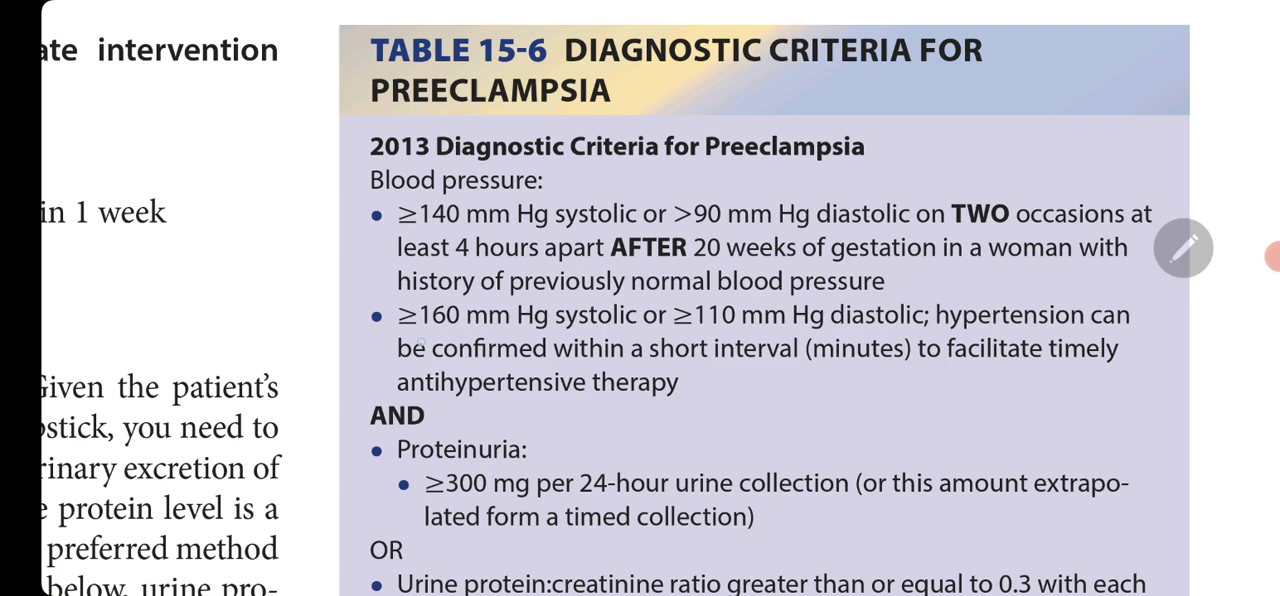 ate intervention
in 1 week
Given the patient’s
ostick, you need to
rinary excretion of
e protein level is a
preferred method
below, urine pro-
TABLE 15-6 DIAGNOSTIC CRITERIA FOR
PREECLAMPSIA
2013 Diagnostic Criteria for Preeclampsia
Blood pressure:
• ≥140 mm Hg systolic or >90 mm Hg diastolic on TWO occasions at
least 4 hours apart AFTER 20 weeks of gestation in a woman with
history of previously normal blood pressure
• ≥160 mm Hg systolic or ≥110 mm Hg diastolic; hypertension can
be confirmed within a short interval (minutes) to facilitate timely
antihypertensive therapy
AND
• Proteinuria:
• ≥300 mg per 24-hour urine collection (or this amount extrapo-
lated form a timed collection)
OR
• Urine protein:creatinine ratio greater than or equal to 0.3 with each